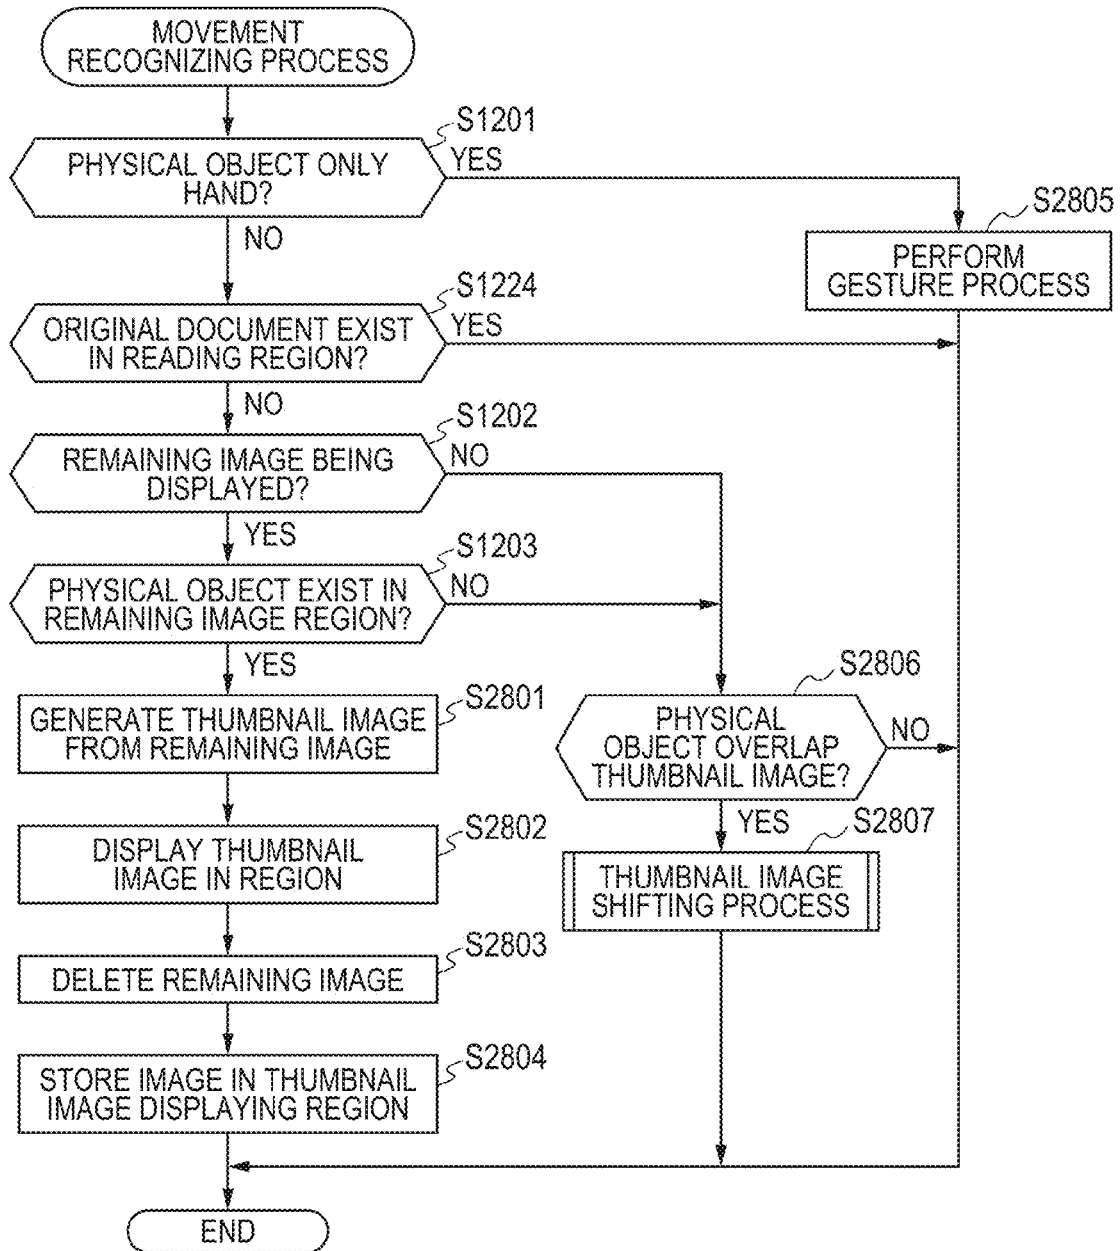 MOVEMENT
RECOGNIZING PROCESS
S1201
PHYSICAL OBJECT ONLY
HAND?
YES
NO
S2805
PERFORM
GESTURE PROCESS
S1224
ORIGINAL DOCUMENT EXIST
IN READING REGION?
YES
NO
S1202
REMAINING IMAGE BEING
DISPLAYED?
NO
YES
S1203
PHYSICAL OBJECT EXIST IN
REMAINING IMAGE REGION?
NO
YES
S2806
PHYSICAL
OBJECT OVERLAP
THUMBNAIL IMAGE?
NO
YES
S2801
GENERATE THUMBNAIL IMAGE
FROM REMAINING IMAGE
S2807
THUMBNAIL IMAGE
SHIFTING PROCESS
S2802
DISPLAY THUMBNAIL
IMAGE IN REGION
S2803
DELETE REMAINING IMAGE
S2804
STORE IMAGE IN THUMBNAIL
IMAGE DISPLAYING REGION
END